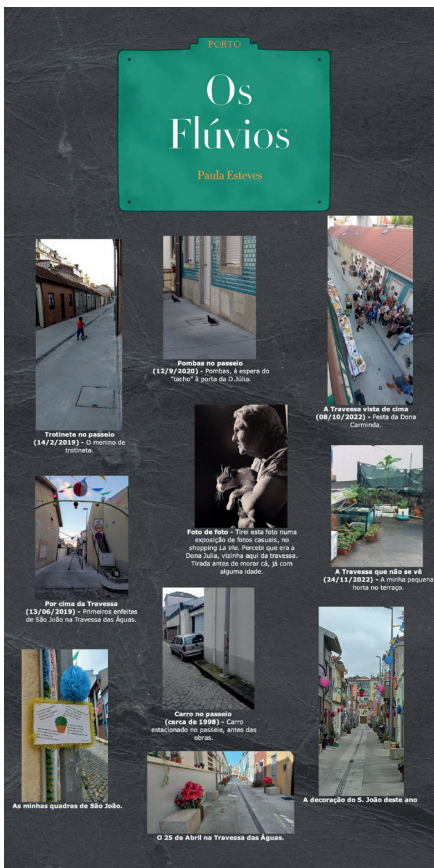 PORTO
Os
Flúvios
Paula Esteves
Pombas no passeio
(12/9/2020) - Pombas, à espera do
"tacho" à porta da D.Júlia.
A Travessa vista de cima
(08/10/2022) - Festa da Dona
Carminda.
Trotinete no passeio
(14/2/2019) - O menino de
trotineta.
Foto de foto - Tirei esta foto numa
exposição de fotos casuais, no
shopping La Vie. Percebi que era a
Dona Julia, vizinha aqui da travessa.
Tirada antes de morar cá, já com
alguma idade.
A Travessa que não se vê
(24/11/2022) - A minha pequena
horta no terraço.
Por cima da Travessa
(13/06/2019) - Primeiros enfeites
de São João na Travessa das Águas.
Carro no passeio
(cerca de 1998) - Carro
estacionado no passeio, antes das
obras.
As minhas quadras de São João.
A decoração do S. João deste ano
O 25 de Abril na Travessa das Águas.